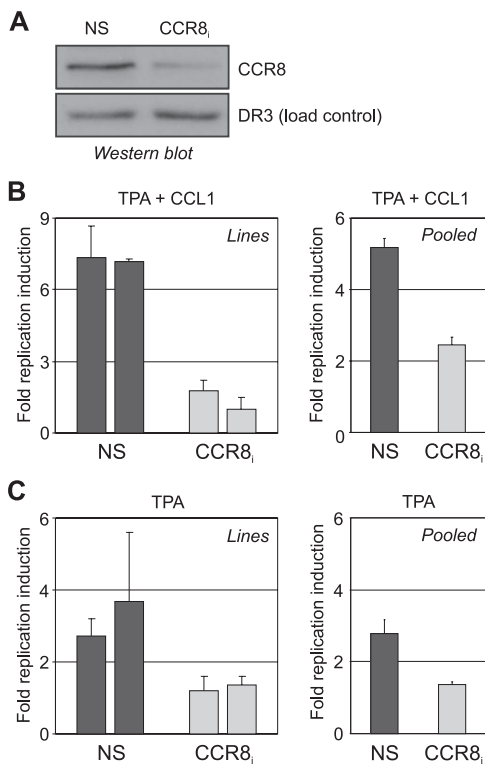 A
NS CCR8i
CCR8
DR3 (load control)
Western blot
B
TPA + CCL1
Lines
Fold replication induction
9
6
3
0
NS CCR8i
TPA + CCL1
Pooled
Fold replication induction
6
4
2
0
NS CCR8i
C
TPA
Lines
Fold replication induction
6
4
2
0
NS CCR8i
TPA
Pooled
Fold replication induction
6
4
2
0
NS CCR8i